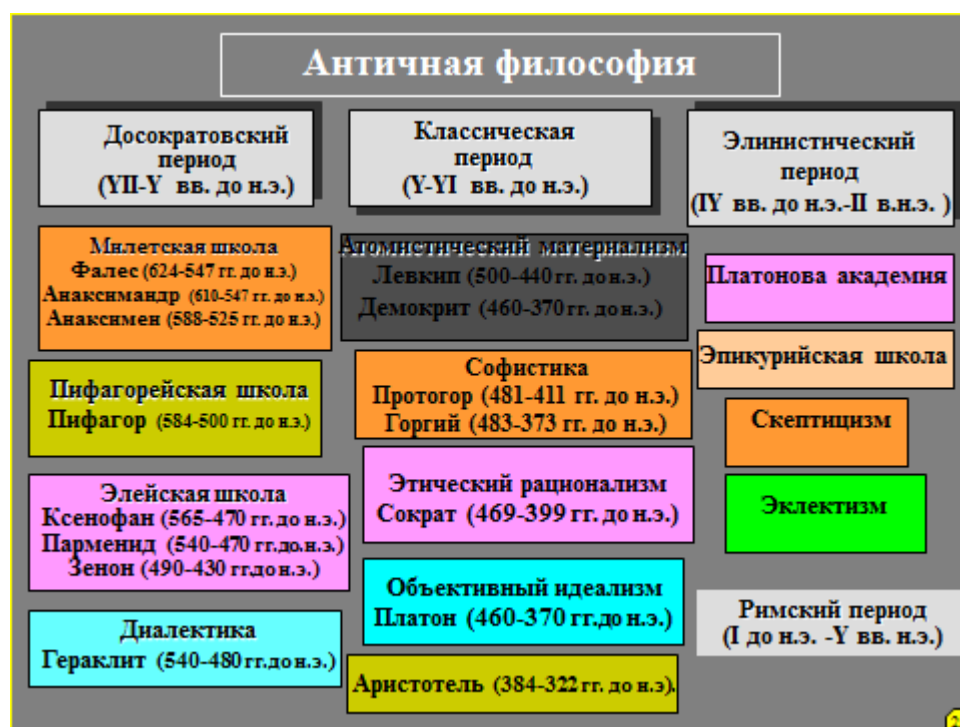 Античная философия
Досократовский
период
(YII-Y вв. до н.э.)
Милетская школа
Фалес (624-547 гг. до н.э.)
Анаксимандр (610-547 гг. до н.э.)
Анаксимен (588-525 гг. до н.э.)
Пифагорейская школа
Пифагор (584-500 гг. до н.э.)
Элейская школа
Ксенофан (565-470 гг. до н.э.)
Парменид (540-470 гг.до.н.э.)
Зенон (490-430 гг.до н.э.)
Диалектика
Гераклит (540-480 гг.до н.э.)
Классическая
период
(Y-YI вв. до н.э.)
Атомистический материализм
Левкип (500-440 гг. до н.э.)
Демокрит (460-370 гг. до н.э.)
Софистика
Протогор (481-411 гг. до н.э.)
Горгий (483-373 гг. до н.э.)
Этический рационализм
Сократ (469-399 гг. до н.э.)
Объективный идеализм
Платон (460-370 гг.до н.э.)
Аристотель (384-322 гг. до н.э).
Элинистический
период
(IY вв. до н.э.-II в.н.э. )
Платонова академия
Эпикурийская школа
Скептицизм
Эклектизм
Римский период
(I до н.э. -Y вв. н.э.)
2